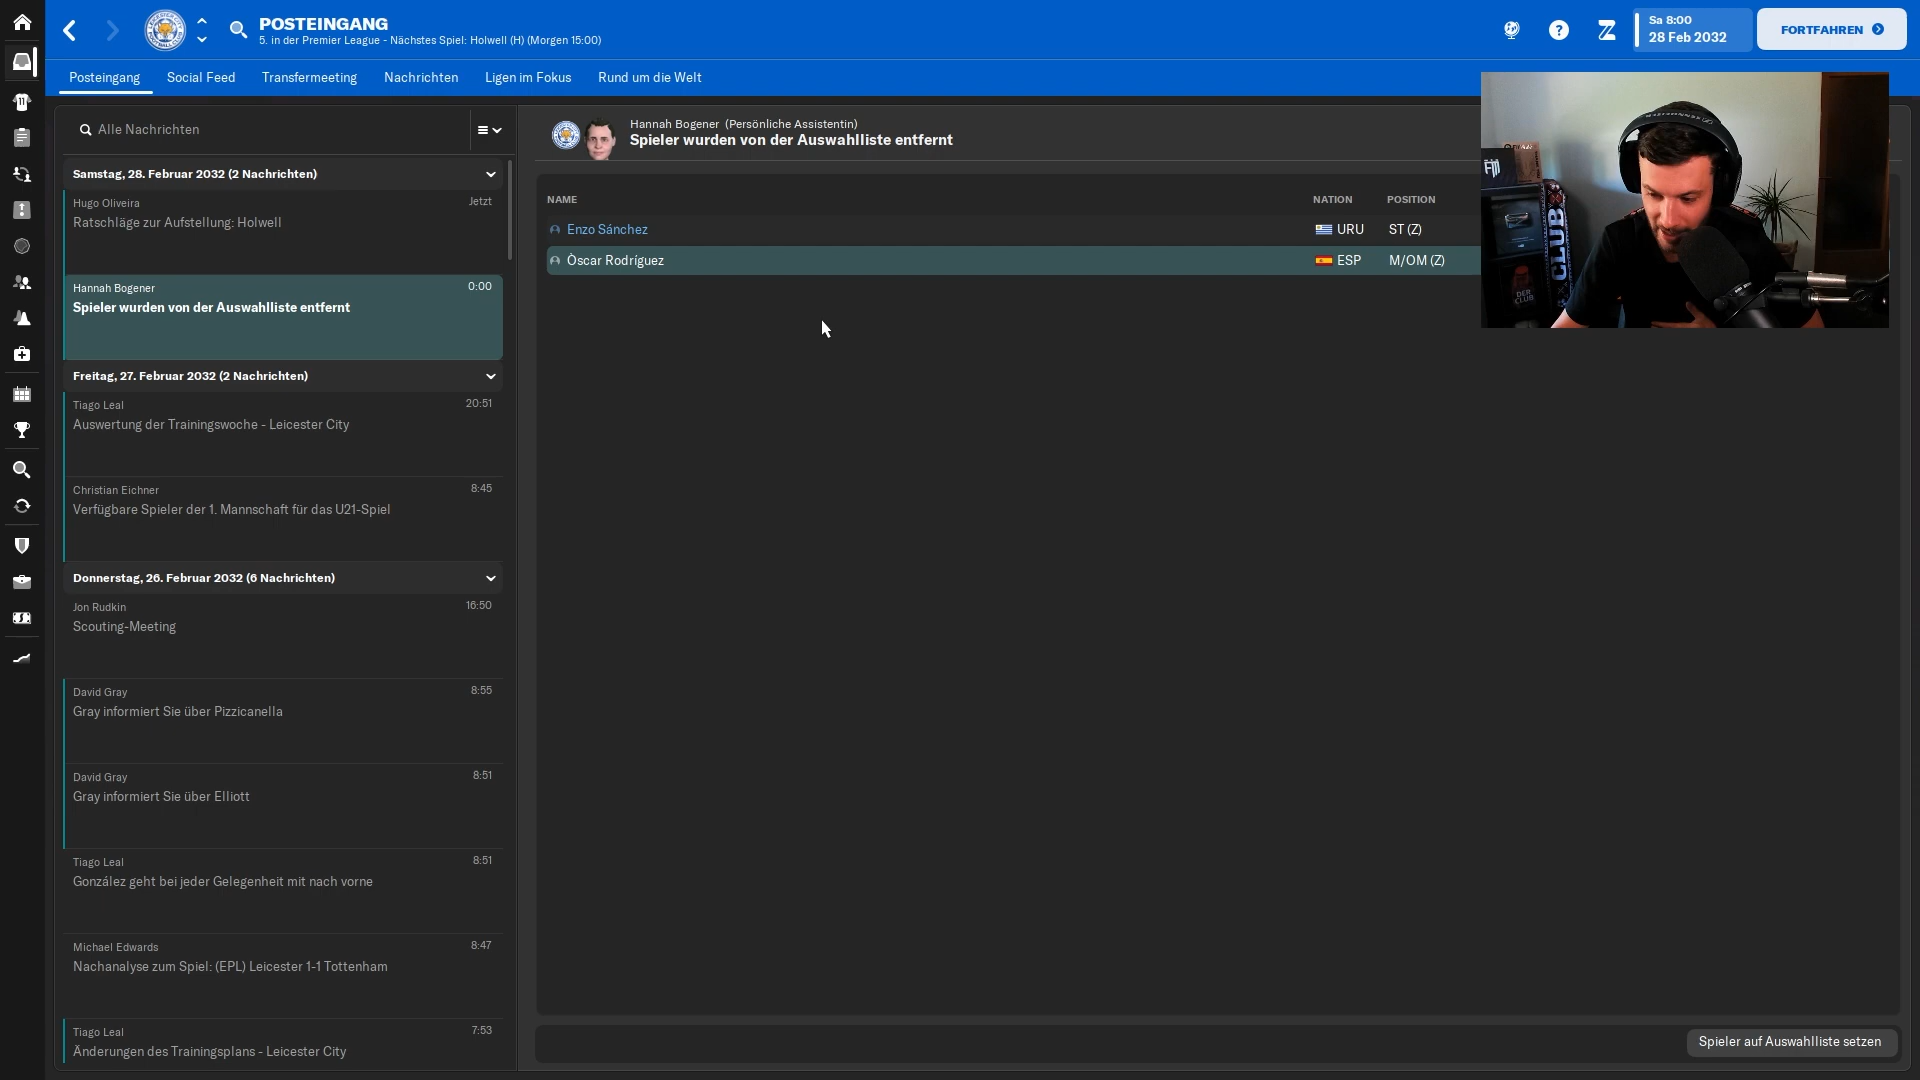 POSTEINGANG
5. in der Premier League - Nächstes Spiel: Holwell (H) (Morgen 15:00)
Sa 8:00
28 Feb 2032
FORTFAHREN
Posteingang
Social Feed
Transfermeeting
Nachrichten
Ligen im Fokus
Rund um die Welt
Alle Nachrichten
Samstag, 28. Februar 2032 (2 Nachrichten)
Hugo Oliveira
Jetzt
Ratschläge zur Aufstellung: Holwell
Hannah Bogener
0:00
Spieler wurden von der Auswahlliste entfernt
Freitag, 27. Februar 2032 (2 Nachrichten)
Tiago Leal
20:51
Auswertung der Trainingswoche - Leicester City
Christian Eichner
8:45
Verfügbare Spieler der 1. Mannschaft für das U21-Spiel
Donnerstag, 26. Februar 2032 (6 Nachrichten)
Jon Rudkin
16:50
Scouting-Meeting
David Gray
8:55
Gray informiert Sie über Pizzicanella
David Gray
8:51
Gray informiert Sie über Elliott
Tiago Leal
8:51
González geht bei jeder Gelegenheit mit nach vorne
Michael Edwards
8:47
Nachanalyse zum Spiel: (EPL) Leicester 1-1 Tottenham
Tiago Leal
7:53
Änderungen des Trainingsplans - Leicester City
Hannah Bogener (Persönliche Assistentin)
Spieler wurden von der Auswahlliste entfernt
NAME
NATION
POSITION
Enzo Sánchez
URU
ST (Z)
Òscar Rodríguez
ESP
M/OM (Z)
FM
CLUB
DER
CLUB
Spieler auf Auswahlliste setzen